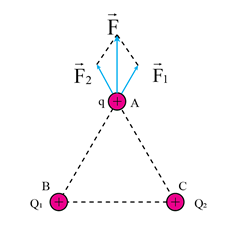 F⃗
F⃗₂ F⃗₁
q + A
B C
Q₁ + + Q₂